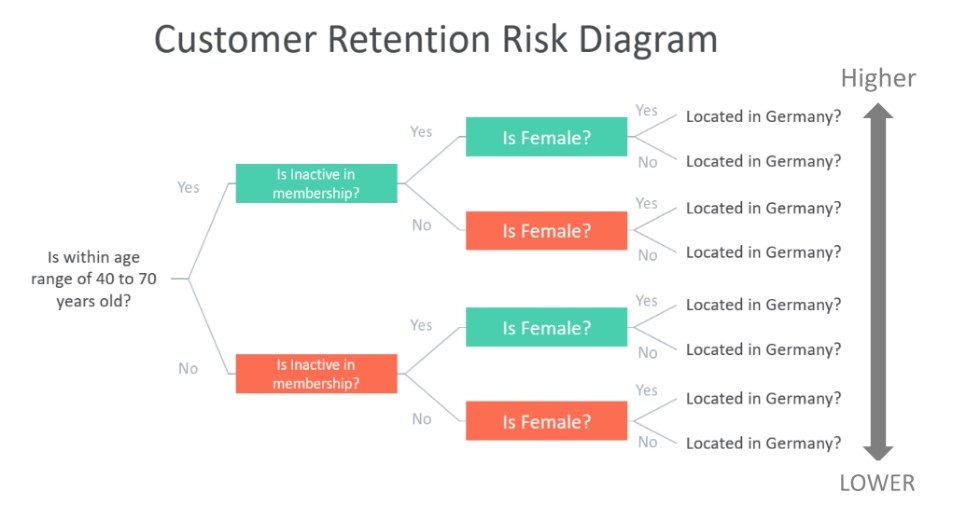 Customer Retention Risk Diagram
Higher
Yes
Located in Germany?
Yes
Is Female?
No
Located in Germany?
Yes
Is Inactive in
membership?
No
Is Female?
Yes
Located in Germany?
No
Located in Germany?
Is within age
range of 40 to 70
years old?
No
Is Inactive in
membership?
Yes
Is Female?
Yes
Located in Germany?
No
Located in Germany?
No
Is Female?
Yes
Located in Germany?
No
Located in Germany?
LOWER